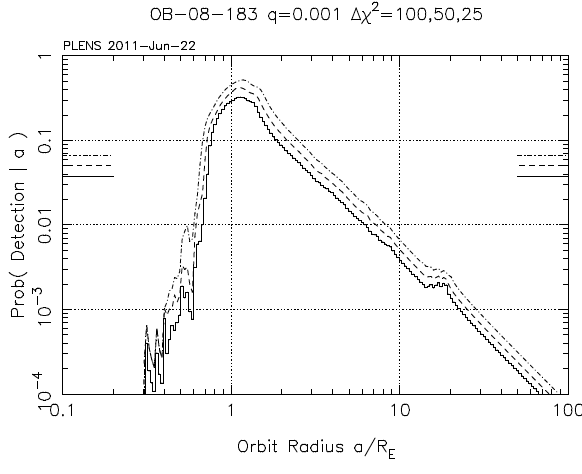 OB-08-183 q=0.001 Δχ²=100,50,25
PLENS 2011-Jun-22
1
0.1
0.01
10⁻³
10⁻⁴
Prob( Detection | a )
0.1 1 10 100
Orbit Radius a/R_E